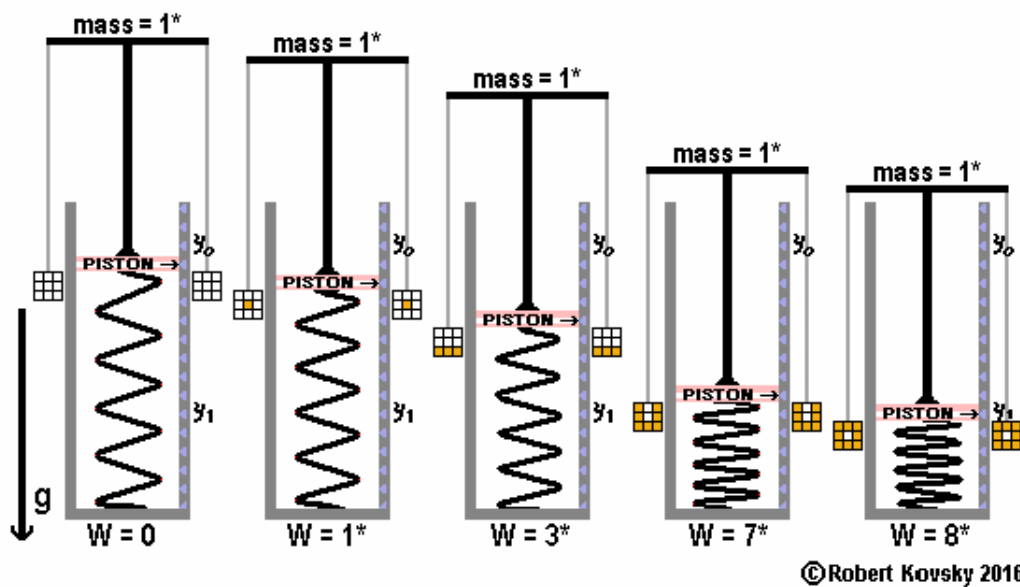 mass = 1*
mass = 1*
mass = 1*
mass = 1*
mass = 1*
y₀
y₀
y₀
y₀
y₀
PISTON →
PISTON →
PISTON →
PISTON →
PISTON →
y₁
y₁
y₁
y₁
y₁
g
W = 0
W = 1*
W = 3*
W = 7*
W = 8*
©Robert Kovsky 2016